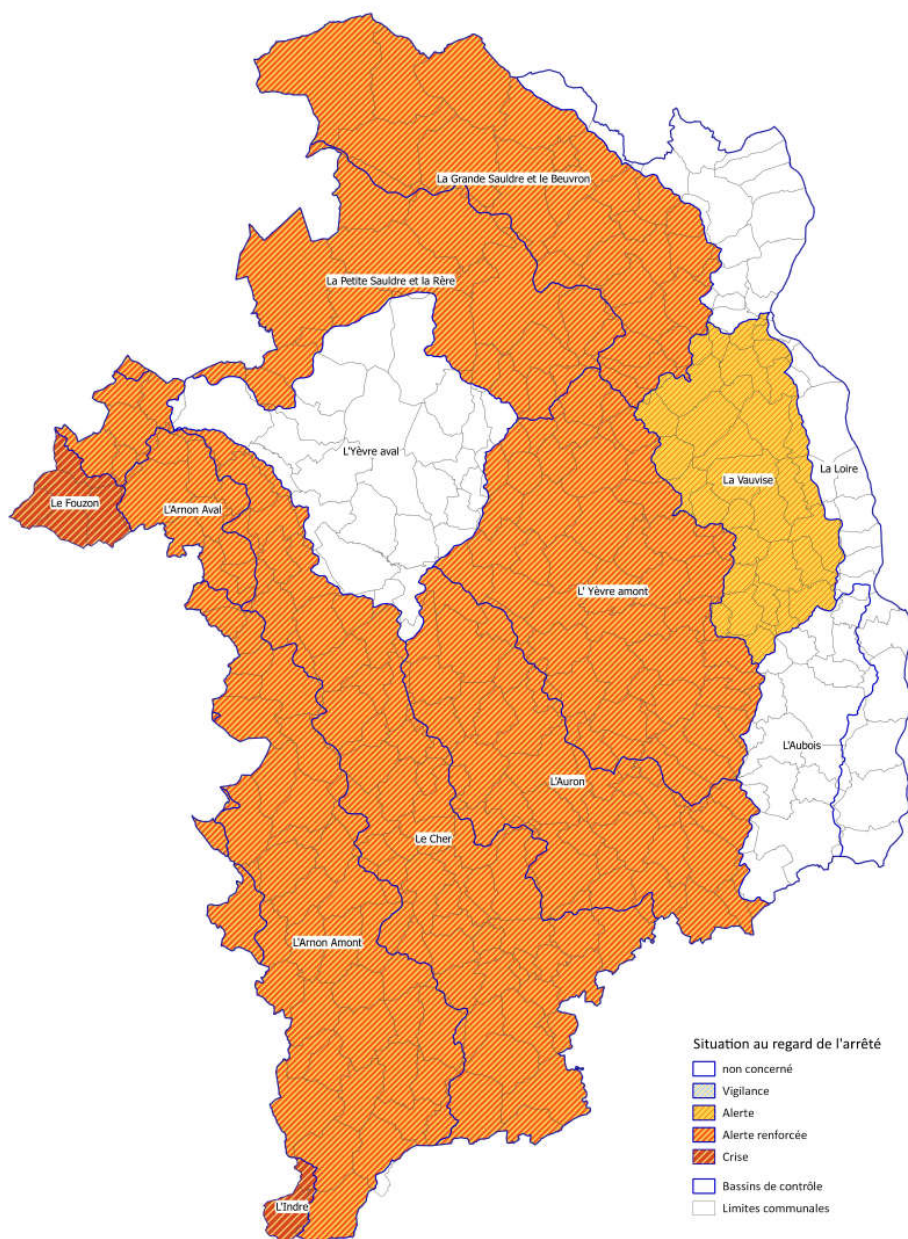 La Grande Sauldre et le Beuvron
La Petite Sauldre et la Rère
L'Yèvre aval
La Loire
La Vauvise
Le Fouzon
L'Arnon Aval
L' Yèvre amont
L'Aubois
L'Auron
Le Cher
L'Arnon Amont
L'Indre
Situation au regard de l'arrêté
non concerné
Vigilance
Alerte
Alerte renforcée
Crise
Bassins de contrôle
Limites communales